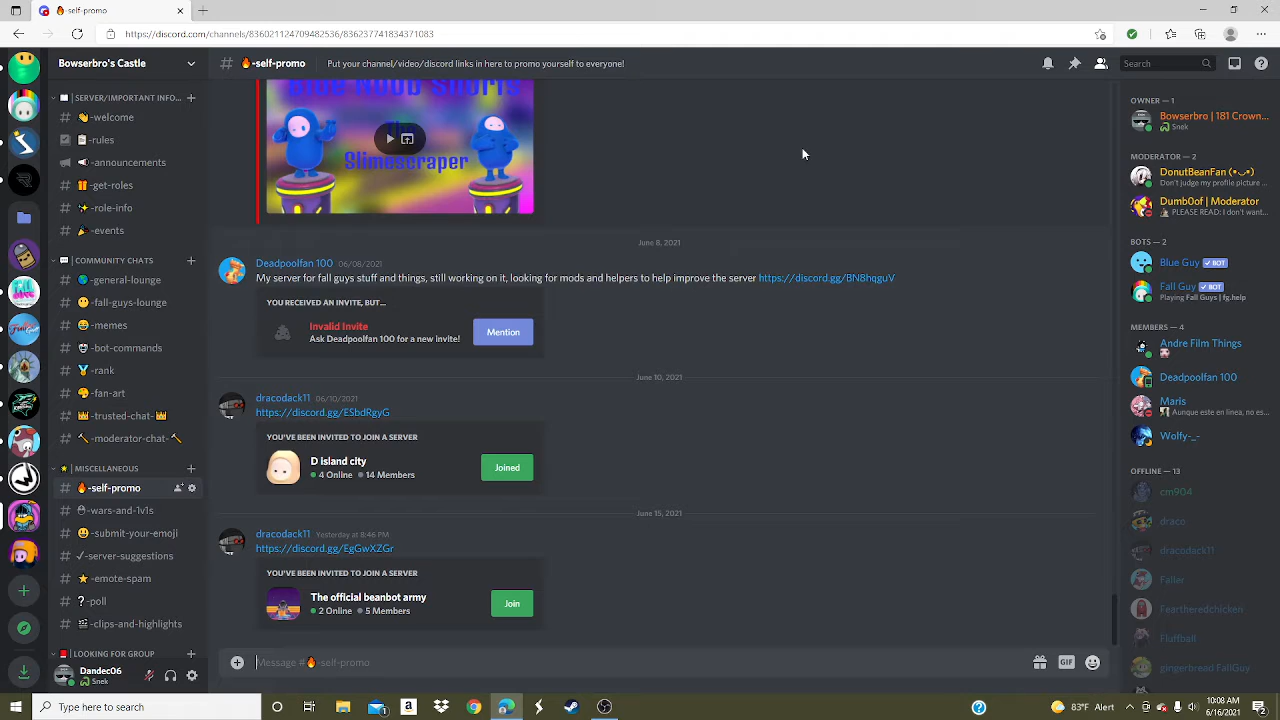 🔥-self-promo
https://discord.com/channels/836021124709482536/836237741834371083
Bowserbro's Castle
# 🔥-self-promo
Put your channel/video/discord links in here to promo yourself to everyone!
Search
SERVER/IMPORTANT INFO...
-welcome
-rules
-announcements
-get-roles
-role-info
-events
COMMUNITY CHATS
-general-lounge
-fall-guys-lounge
-memes
-bot-commands
-rank
-fan-art
-trusted-chat-
-moderator-chat-
MISCELLANEOUS
-self-promo
-wars-and-1v1s
-submit-your-emoji
✓-server-suggestions
-emote-spam
?-poll
-clips-and-highlights
LOOKING FOR GROUP
Dando06
Snek
Blue Noob Shorts
The
Slimescraper
June 8, 2021
Deadpoolfan 100 06/08/2021
My server for fall guys stuff and things, still working on it, looking for mods and helpers to help improve the server https://discord.gg/BN8hqguV
YOU RECEIVED AN INVITE, BUT...
Invalid Invite
Ask Deadpoolfan 100 for a new invite!
Mention
June 10, 2021
dracodack11 06/10/2021
https://discord.gg/ESbdRgyG
YOU'VE BEEN INVITED TO JOIN A SERVER
D island city
4 Online 14 Members
Joined
June 15, 2021
dracodack11 Yesterday at 8:46 PM
https://discord.gg/EgGwXZGr
YOU'VE BEEN INVITED TO JOIN A SERVER
The official beanbot army
2 Online 5 Members
Join
Message #🔥-self-promo
GIF
OWNER — 1
Bowserbro | 181 Crown...
Snek
MODERATOR — 2
DonutBeanFan (•◡•)
Don't judge my profile picture ...
Dumb0of | Moderator
PLEASE READ: I don't want...
BOTS — 2
Blue Guy ✓ BOT
Fall Guy ✓ BOT
Playing Fall Guys | fg.help
MEMBERS — 4
Andre Film Things
Deadpoolfan 100
Maris
Aunque este en linea, no es...
Wolfy-_-
OFFLINE — 13
cm904
draco
dracodack11
Faller
Feartheredchicken
Fluffball
gingerbread FallGuy
Type here to search
83°F Alert
6/16/2021